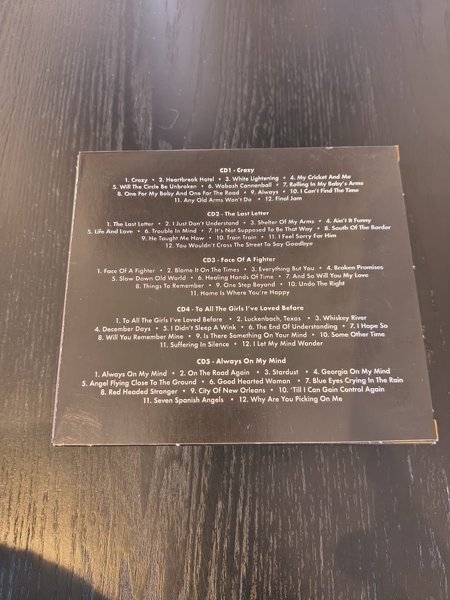 CD1 - Crazy
1. Crazy • 2. Heartbreak Hotel • 3. White Lightening • 4. My Cricket And Me
5. Will The Circle Be Unbroken • 6. Wabash Cannonball • 7. Rolling In My Baby's Arms
8. One For My Baby And One For The Road • 9. Always • 10. I Can't Find The Time
11. Any Old Arms Won't Do • 12. Final Jam
CD2 - The Last Letter
1. The Last Letter • 2. I Just Don't Understand • 3. Shelter Of My Arms • 4. Ain't It Funny
5. Life And Love • 6. Trouble In Mind • 7. It's Not Supposed To Be That Way • 8. South Of The Border
9. He Taught Me How • 10. Train Train • 11. I Feel Sorry For Him
12. You Wouldn't Cross The Street To Say Goodbye
CD3 - Face Of A Fighter
1. Face Of A Fighter • 2. Blame It On The Times • 3. Everything But You • 4. Broken Promises
5. Slow Down Old World • 6. Healing Hands Of Time • 7. And So Will You My Love
8. Things To Remember • 9. One Step Beyond • 10. Undo The Right
11. Home Is Where You're Happy
CD4 - To All The Girls I've Loved Before
1. To All The Girls I've Loved Before • 2. Luckenbach, Texas • 3. Whiskey River
4. December Days • 5. I Didn't Sleep A Wink • 6. The End Of Understanding • 7. I Hope So
8. Will You Remember Mine • 9. Is There Something On Your Mind • 10. Some Other Time
11. Suffering In Silence • 12. I Let My Mind Wander
CD5 - Always On My Mind
1. Always On My Mind • 2. On The Road Again • 3. Stardust • 4. Georgia On My Mind
5. Angel Flying Close To The Ground • 6. Good Hearted Woman • 7. Blue Eyes Crying In The Rain
8. Red Headed Stranger • 9. City Of New Orleans • 10. 'Till I Can Gain Control Again
11. Seven Spanish Angels • 12. Why Are You Picking On Me